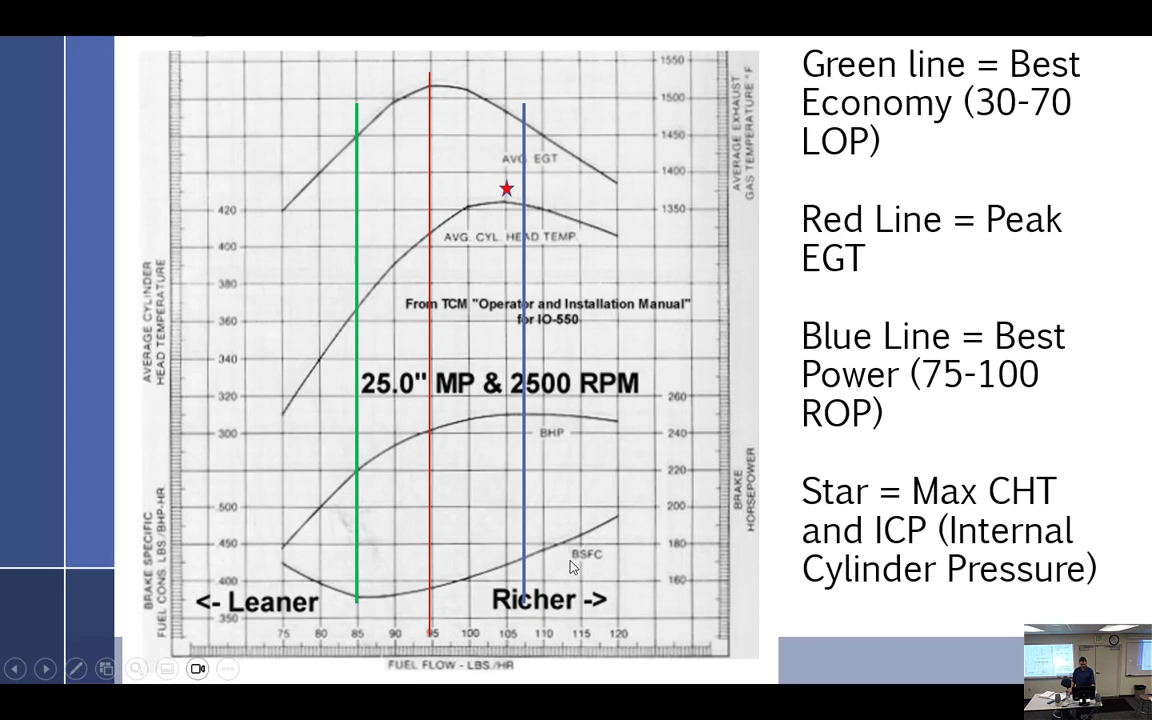 1550
1500
1450
1400
1350
AVERAGE EXHAUST
GAS TEMPERATURE °F
AVG. EGT
420
400
380
360
340
320
300
AVERAGE CYLINDER
HEAD TEMPERATURE
AVG. CYL. HEAD TEMP.
From TCM "Operator and Installation Manual"
for IO-550
25.0" MP & 2500 RPM
260
240
220
200
180
160
BRAKE
HORSEPOWER
BHP
.500
.450
.400
.350
BRAKE SPECIFIC
FUEL CONS. LBS./BHP-HR
BSFC
<- Leaner
Richer ->
75 80 85 90 95 100 105 110 115 120
FUEL FLOW - LBS./HR
Green line = Best
Economy (30-70
LOP)
Red Line = Peak
EGT
Blue Line = Best
Power (75-100
ROP)
Star = Max CHT
and ICP (Internal
Cylinder Pressure)